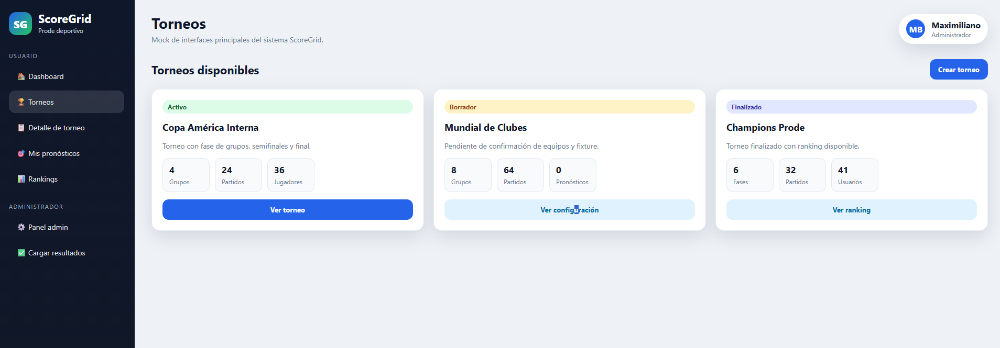 SG
ScoreGrid
Prode deportivo
USUARIO
Dashboard
Torneos
Detalle de torneo
Mis pronósticos
Rankings
ADMINISTRADOR
Panel admin
Cargar resultados
Torneos
Mock de interfaces principales del sistema ScoreGrid.
MB
Maximiliano
Administrador
Torneos disponibles
Crear torneo
Activo
Copa América Interna
Torneo con fase de grupos, semifinales y final.
4 24 36
Grupos Partidos Jugadores
Ver torneo
Borrador
Mundial de Clubes
Pendiente de confirmación de equipos y fixture.
8 64 0
Grupos Partidos Pronósticos
Ver configuración
Finalizado
Champions Prode
Torneo finalizado con ranking disponible.
6 32 41
Fases Partidos Usuarios
Ver ranking